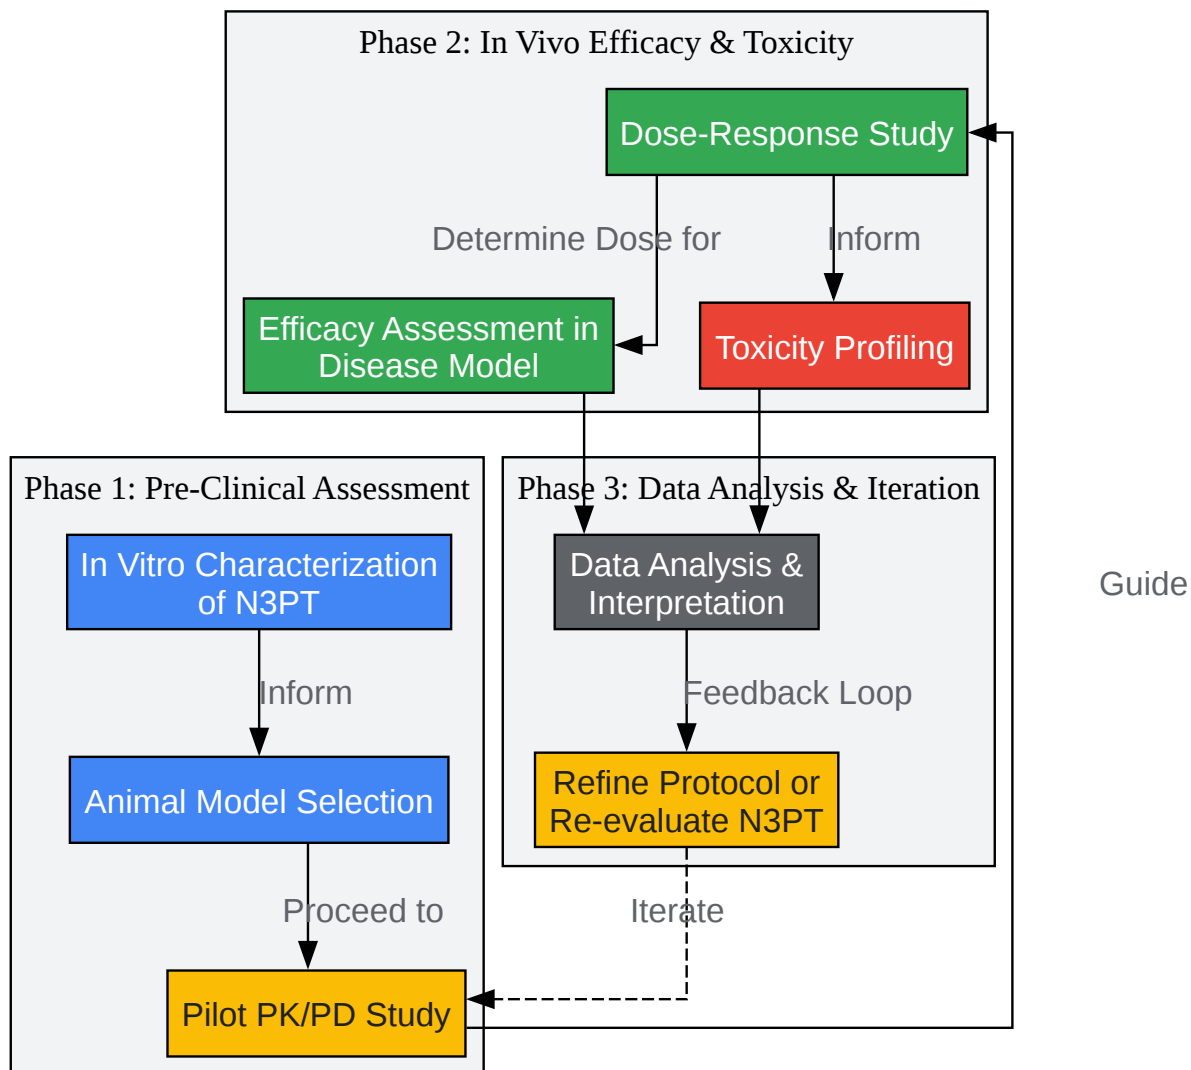 Phase 2: In Vivo Efficacy & Toxicity
Dose-Response Study
Determine Dose for
Inform
Efficacy Assessment in
Disease Model
Toxicity Profiling
Phase 1: Pre-Clinical Assessment
In Vitro Characterization
of N3PT
Inform
Animal Model Selection
Proceed to
Pilot PK/PD Study
Phase 3: Data Analysis & Iteration
Data Analysis &
Interpretation
Feedback Loop
Refine Protocol or
Re-evaluate N3PT
Iterate
Guide